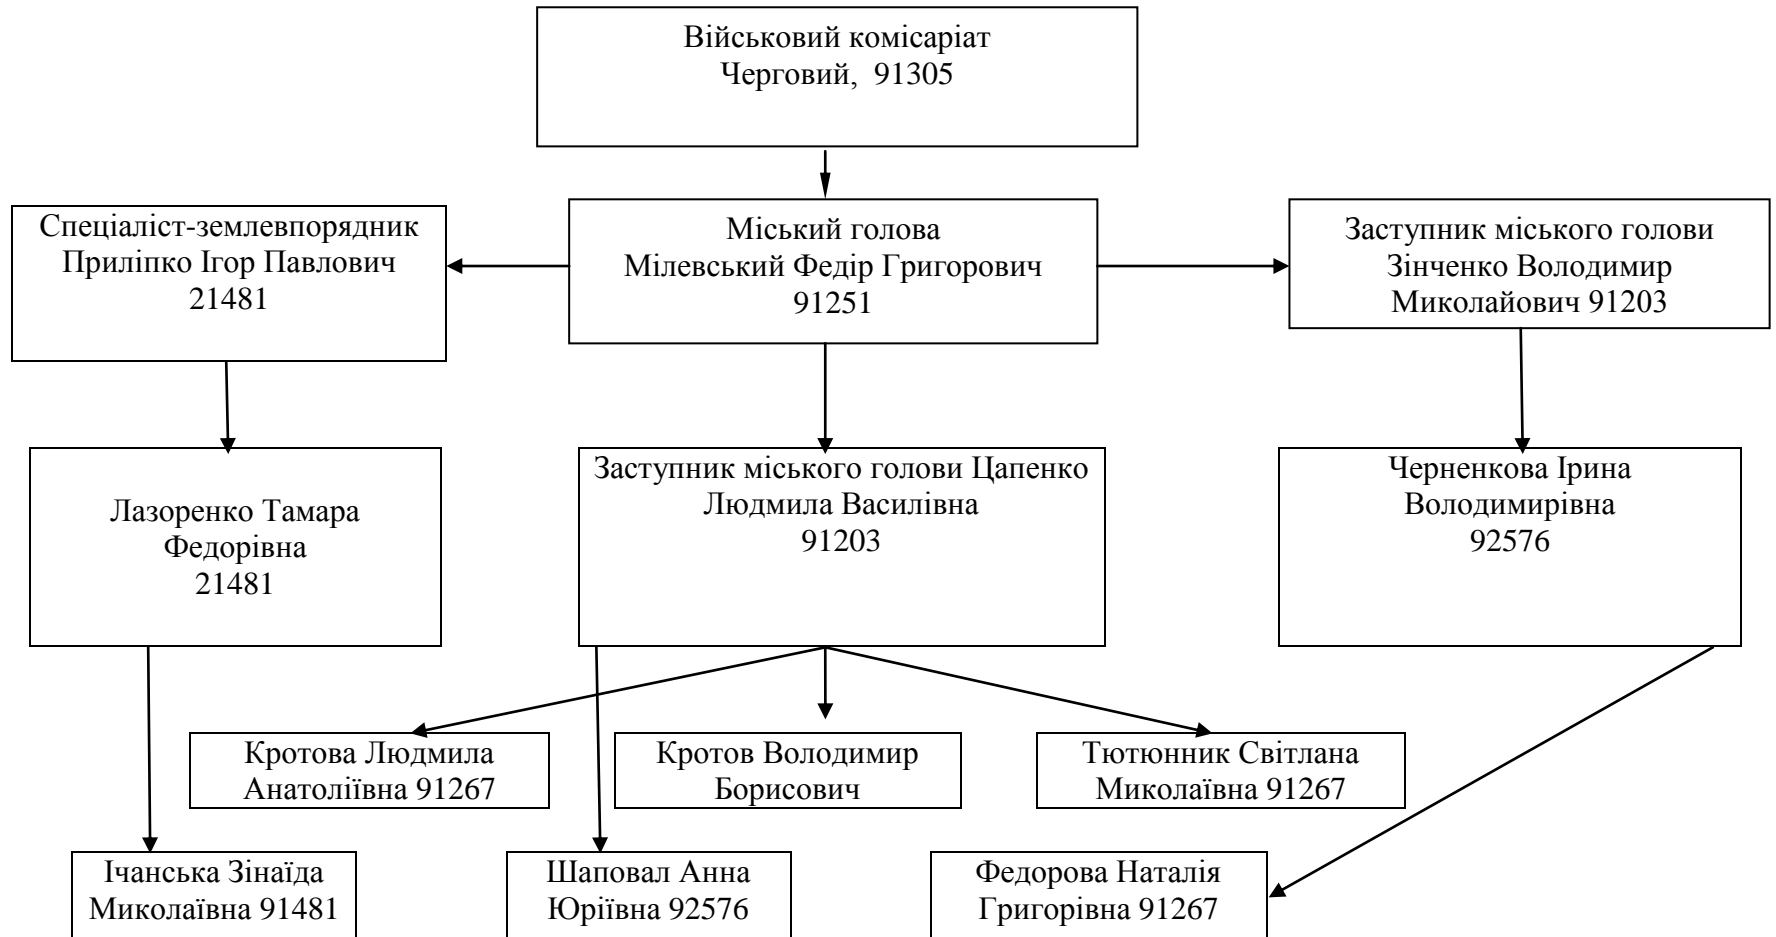 Військовий комісаріат
Черговий, 91305
Спеціаліст-землевпорядник
Приліпко Ігор Павлович
21481
Міський голова
Мілевський Федір Григорович
91251
Заступник міського голови
Зінченко Володимир
Миколайович 91203
Лазоренко Тамара
Федорівна
21481
Заступник міського голови Цапенко
Людмила Василівна
91203
Черненкова Ірина
Володимирівна
92576
Кротова Людмила
Анатоліївна 91267
Кротов Володимир
Борисович
Тютюнник Світлана
Миколаївна 91267
Ічанська Зінаїда
Миколаївна 91481
Шаповал Анна
Юріївна 92576
Федорова Наталія
Григорівна 91267